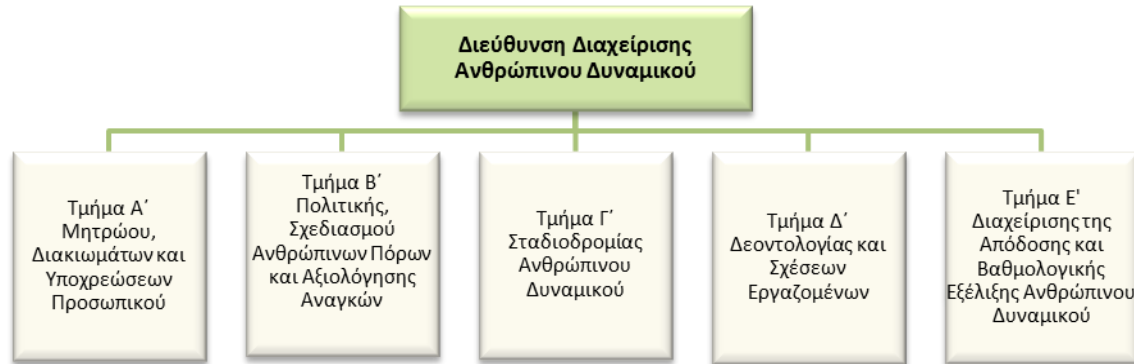 Διεύθυνση Διαχείρισης
Ανθρώπινου Δυναμικού
Τμήμα Α΄
Μητρώου,
Διακιωμάτων και
Υποχρεώσεων
Προσωπικού
Τμήμα Β΄
Πολιτικής,
Σχεδιασμού
Ανθρώπινων Πόρων
και Αξιολόγησης
Αναγκών
Τμήμα Γ΄
Σταδιοδρομίας
Ανθρώπινου
Δυναμικού
Τμήμα Δ΄
Δεοντολογίας και
Σχέσεων
Εργαζομένων
Τμήμα Ε'
Διαχείρισης της
Απόδοσης και
Βαθμολογικής
Εξέλιξης Ανθρώπινου
Δυναμικού